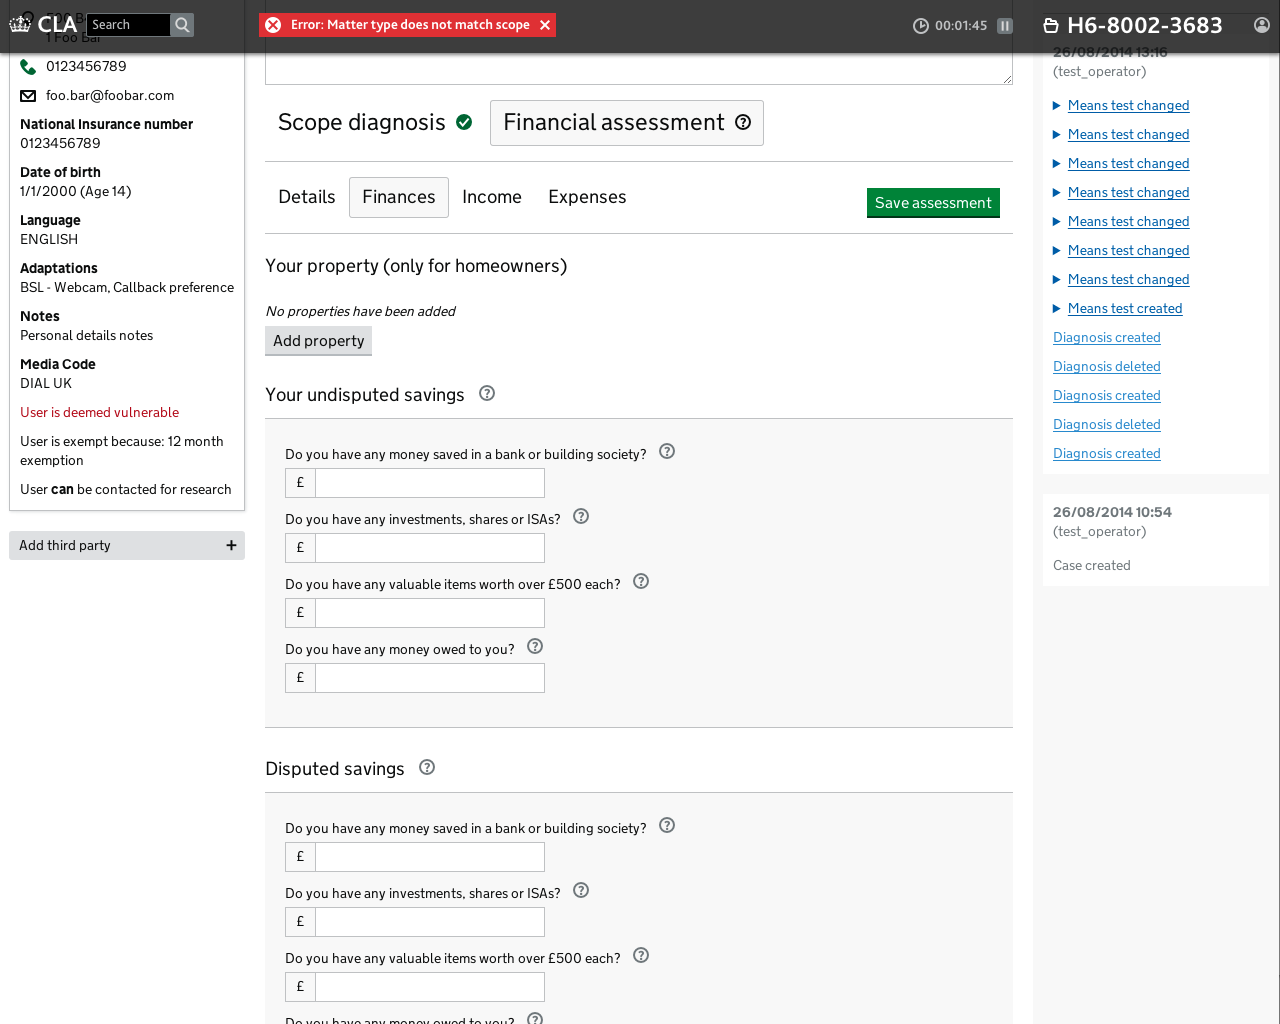 CLA
Search
Error: Matter type does not match scope
00:01:45
H6-8002-3683
1 Foo Bar
0123456789
foo.bar@foobar.com
National Insurance number
0123456789
Date of birth
1/1/2000 (Age 14)
Language
ENGLISH
Adaptations
BSL - Webcam, Callback preference
Notes
Personal details notes
Media Code
DIAL UK
User is deemed vulnerable
User is exempt because: 12 month
exemption
User can be contacted for research
Add third party
Scope diagnosis
Financial assessment
Details
Finances
Income
Expenses
Save assessment
Your property (only for homeowners)
No properties have been added
Add property
Your undisputed savings
Do you have any money saved in a bank or building society?
£
Do you have any investments, shares or ISAs?
£
Do you have any valuable items worth over £500 each?
£
Do you have any money owed to you?
£
Disputed savings
Do you have any money saved in a bank or building society?
£
Do you have any investments, shares or ISAs?
£
Do you have any valuable items worth over £500 each?
£
Do you have any money owed to you?
26/08/2014 13:16
(test_operator)
Means test changed
Means test changed
Means test changed
Means test changed
Means test changed
Means test changed
Means test changed
Means test created
Diagnosis created
Diagnosis deleted
Diagnosis created
Diagnosis deleted
Diagnosis created
26/08/2014 10:54
(test_operator)
Case created